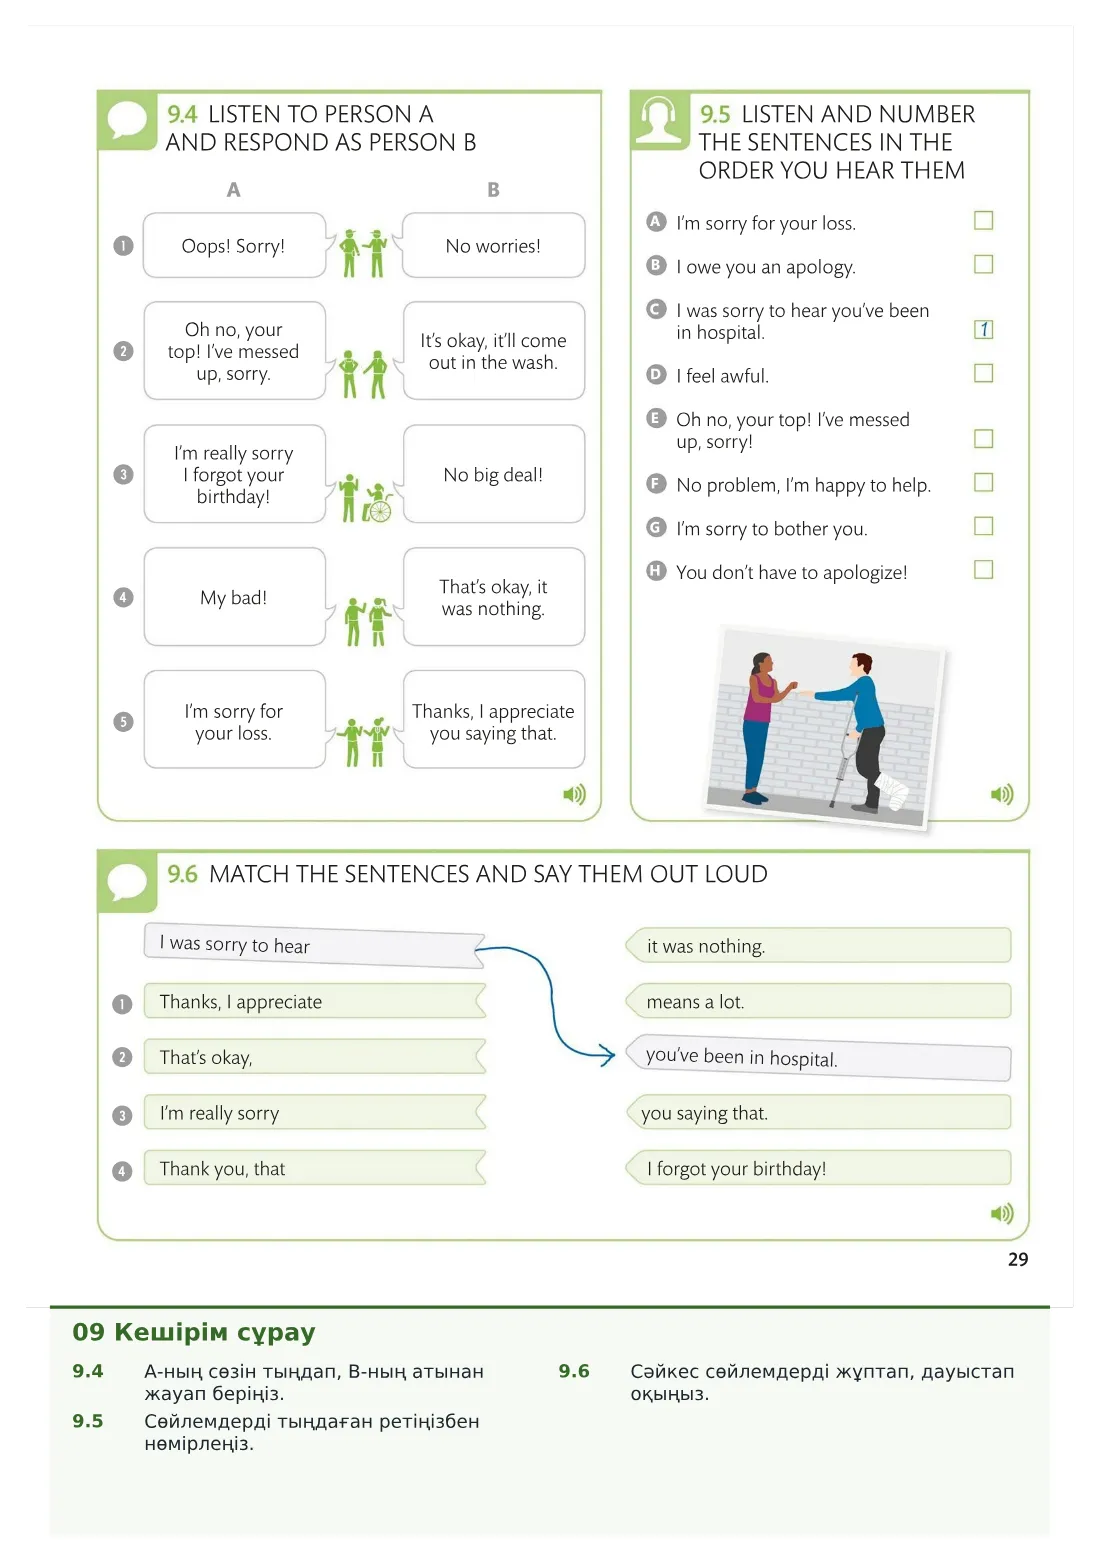 9.4 LISTEN TO PERSON A
AND RESPOND AS PERSON B
A
B
1
Oops! Sorry!
No worries!
2
Oh no, your
top! I've messed
up, sorry.
It's okay, it'll come
out in the wash.
3
I'm really sorry
I forgot your
birthday!
No big deal!
4
My bad!
That's okay, it
was nothing.
5
I'm sorry for
your loss.
Thanks, I appreciate
you saying that.
9.5 LISTEN AND NUMBER
THE SENTENCES IN THE
ORDER YOU HEAR THEM
A I'm sorry for your loss.
B I owe you an apology.
C I was sorry to hear you've been
in hospital. 1
D I feel awful.
E Oh no, your top! I've messed
up, sorry!
F No problem, I'm happy to help.
G I'm sorry to bother you.
H You don't have to apologize!
9.6 MATCH THE SENTENCES AND SAY THEM OUT LOUD
I was sorry to hear
it was nothing.
1 Thanks, I appreciate
means a lot.
2 That's okay,
you've been in hospital.
3 I'm really sorry
you saying that.
4 Thank you, that
I forgot your birthday!
29
09 Кешірім сұрау
9.4 А-ның сөзін тыңдап, В-ның атынан
жауап беріңіз.
9.5 Сөйлемдерді тыңдаған ретіңізбен
нөмірлеңіз.
9.6 Сәйкес сөйлемдерді жұптап, дауыстап
оқыңыз.